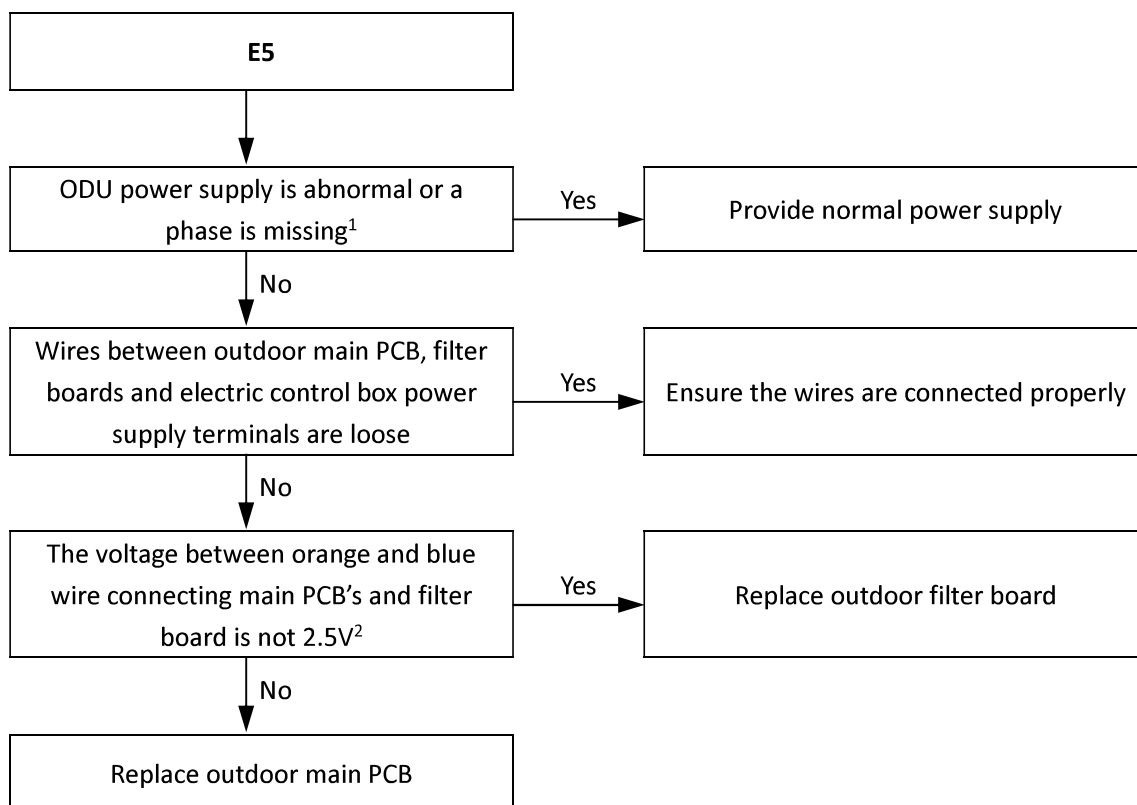 E5
ODU power supply is abnormal or a
phase is missing1
Yes
Provide normal power supply
No
Wires between outdoor main PCB, filter
boards and electric control box power
supply terminals are loose
Yes
Ensure the wires are connected properly
No
The voltage between orange and blue
wire connecting main PCB’s and filter
board is not 2.5V2
Yes
Replace outdoor filter board
No
Replace outdoor main PCB